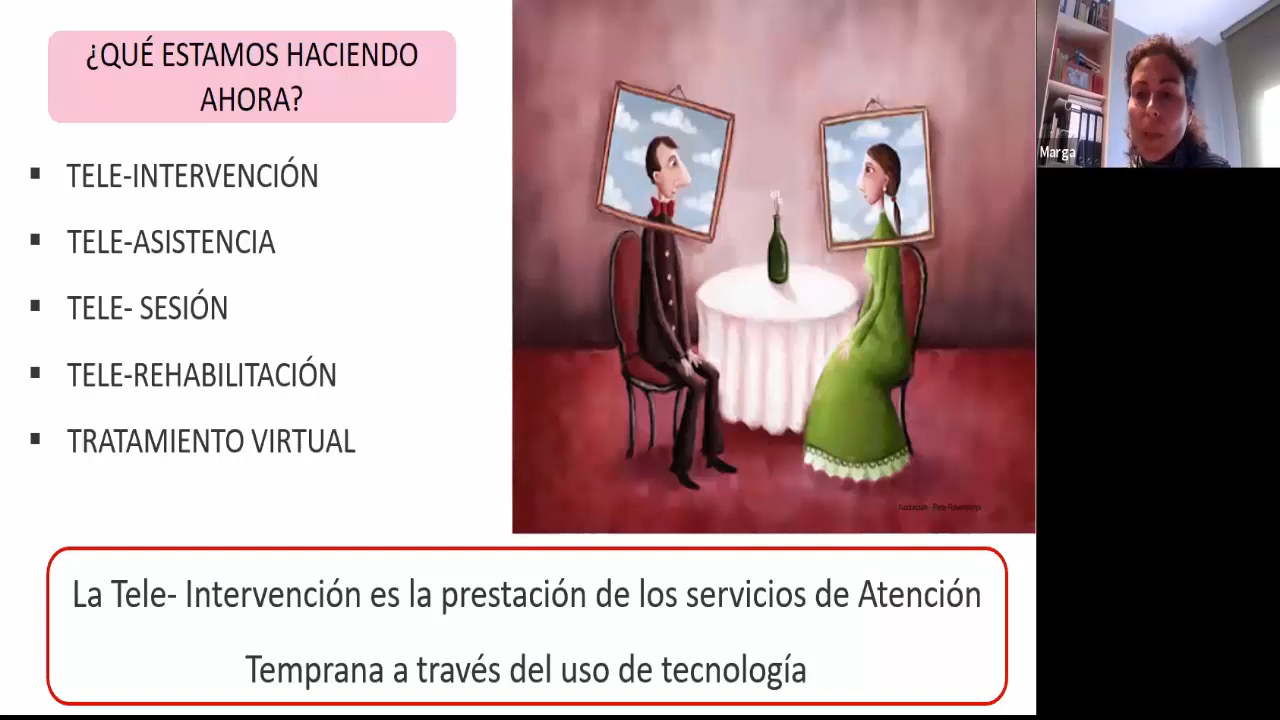 ¿QUÉ ESTAMOS HACIENDO
AHORA?
▪ TELE-INTERVENCIÓN
▪ TELE-ASISTENCIA
▪ TELE- SESIÓN
▪ TELE-REHABILITACIÓN
▪ TRATAMIENTO VIRTUAL
La Tele- Intervención es la prestación de los servicios de Atención
Temprana a través del uso de tecnología
Marga